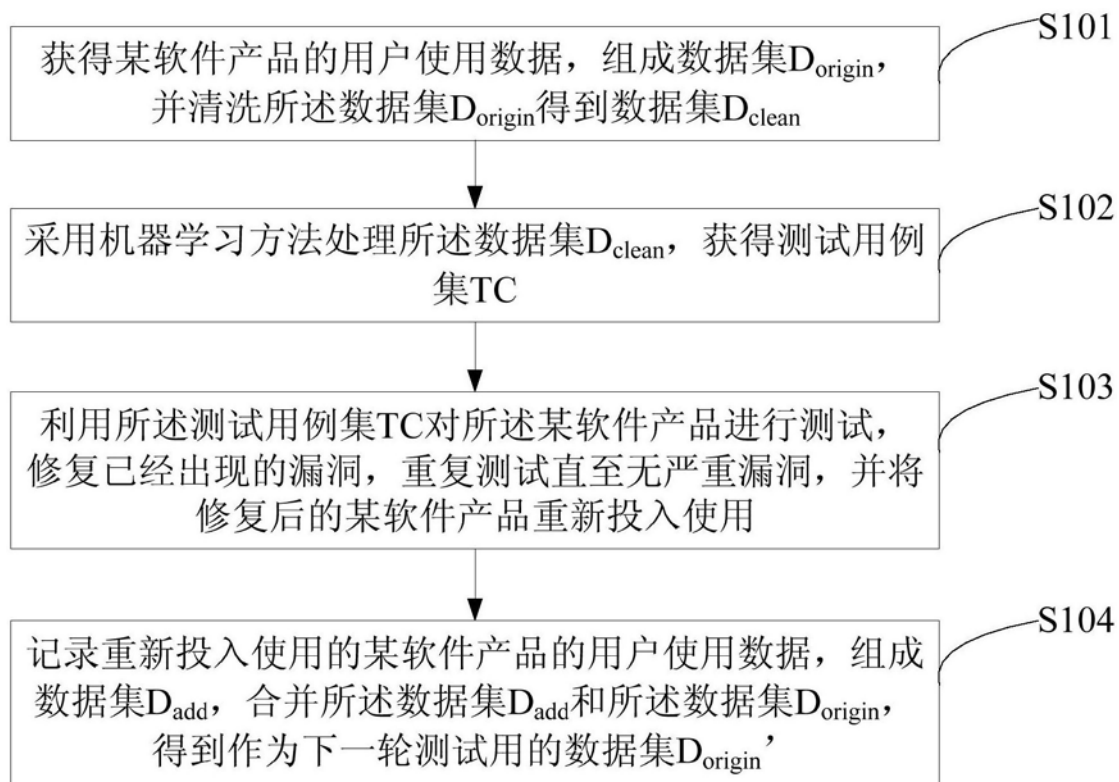 S101
获得某软件产品的用户使用数据，组成数据集D_origin，
并清洗所述数据集D_origin得到数据集D_clean
S102
采用机器学习方法处理所述数据集D_clean，获得测试用例
集TC
S103
利用所述测试用例集TC对所述某软件产品进行测试，
修复已经出现的漏洞，重复测试直至无严重漏洞，并将
修复后的某软件产品重新投入使用
S104
记录重新投入使用的某软件产品的用户使用数据，组成
数据集D_add，合并所述数据集D_add和所述数据集D_origin，
得到作为下一轮测试用的数据集D_origin’